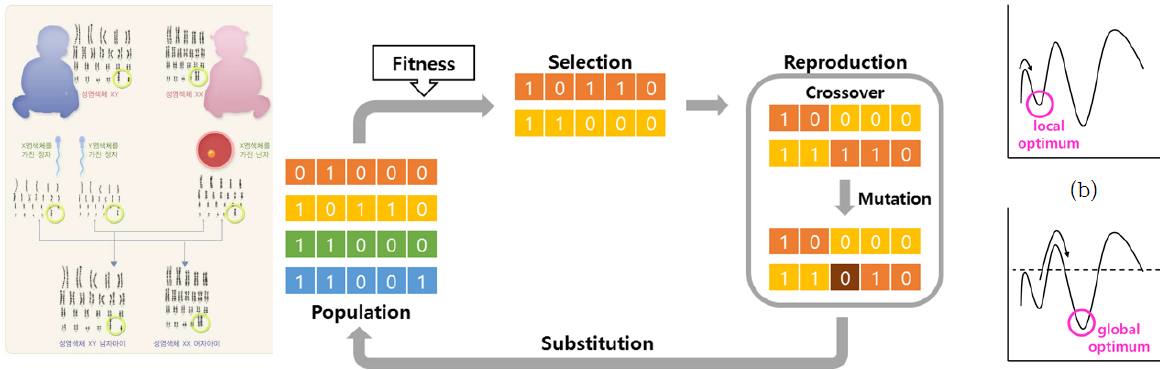 성염색체 XY
성염색체 XX
X염색체를
가진 정자
Y염색체를
가진 정자
X염색체를
가진 난자
성염색체 XY 남자아이
성염색체 XX 여자아이
Fitness
Selection
1 0 1 1 0
1 1 0 0 0
Reproduction
Crossover
1 0 0 0 0
1 1 1 1 0
Mutation
1 0 0 0 0
1 1 0 1 0
0 1 0 0 0
1 0 1 1 0
1 1 0 0 0
1 1 0 0 1
Population
Substitution
local
optimum
(b)
global
optimum